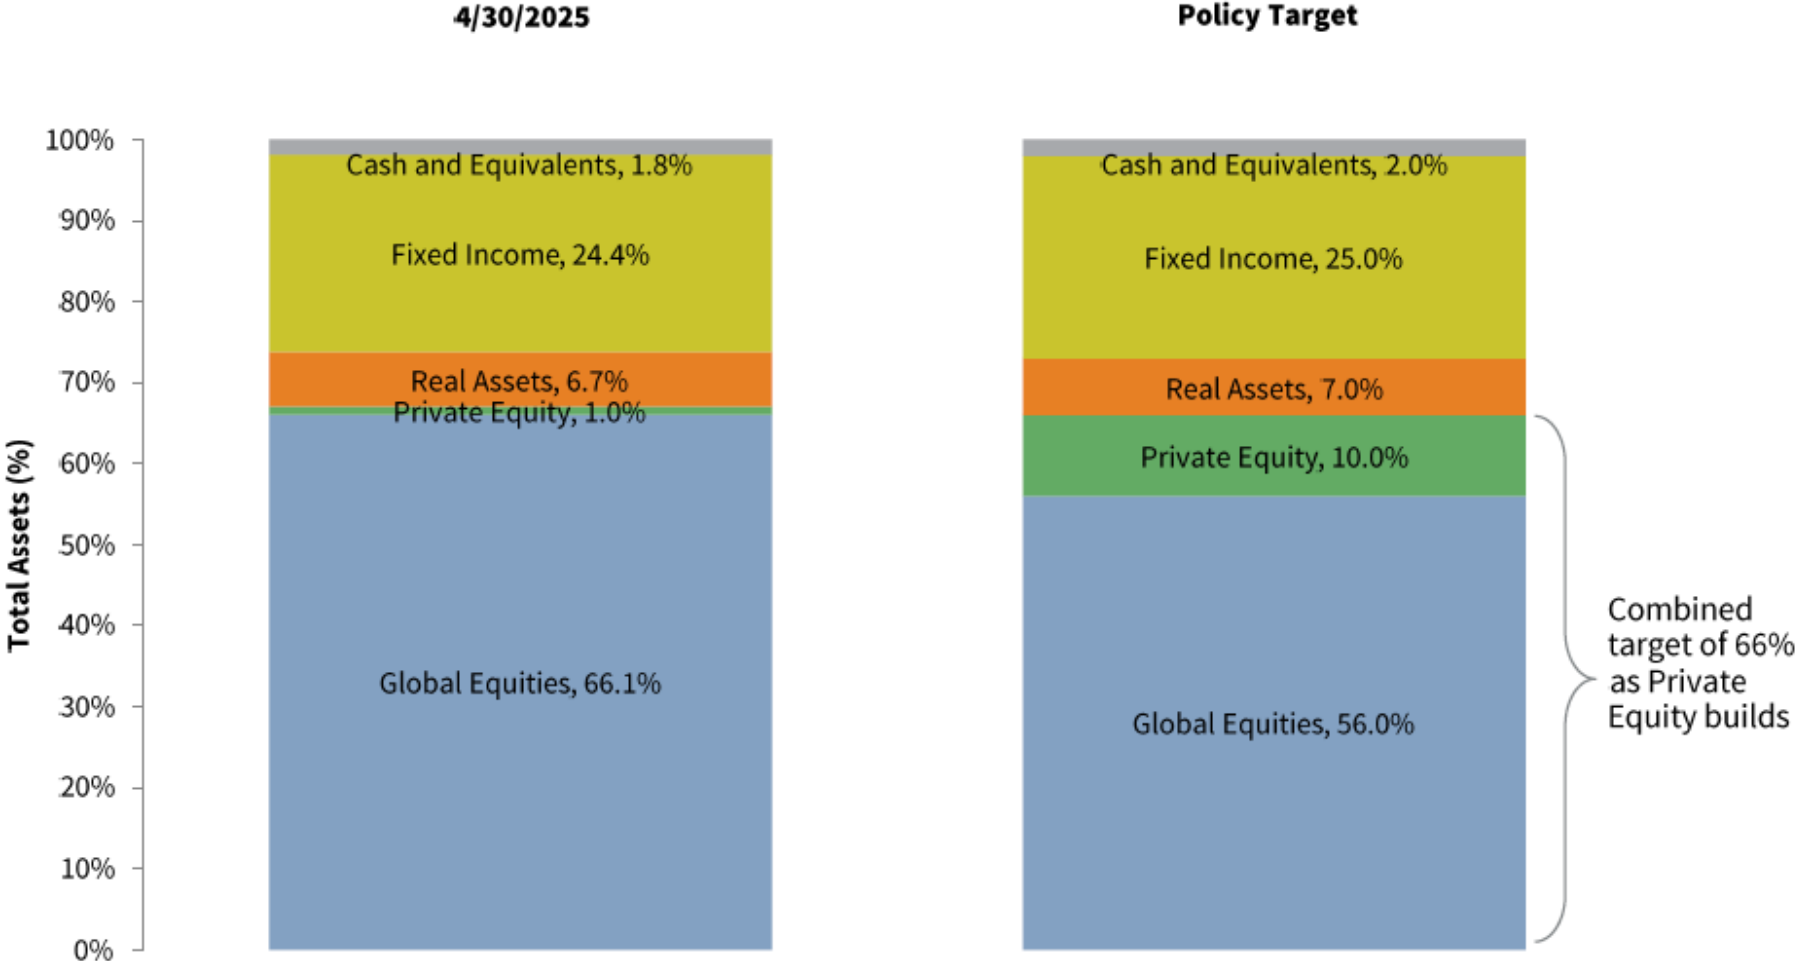 4/30/2025
Policy Target
Total Assets (%)
100%
90%
80%
70%
60%
50%
40%
30%
20%
10%
0%
Cash and Equivalents, 1.8%
Fixed Income, 24.4%
Real Assets, 6.7%
Private Equity, 1.0%
Global Equities, 66.1%
Cash and Equivalents, 2.0%
Fixed Income, 25.0%
Real Assets, 7.0%
Private Equity, 10.0%
Global Equities, 56.0%
Combined
target of 66%
as Private
Equity builds